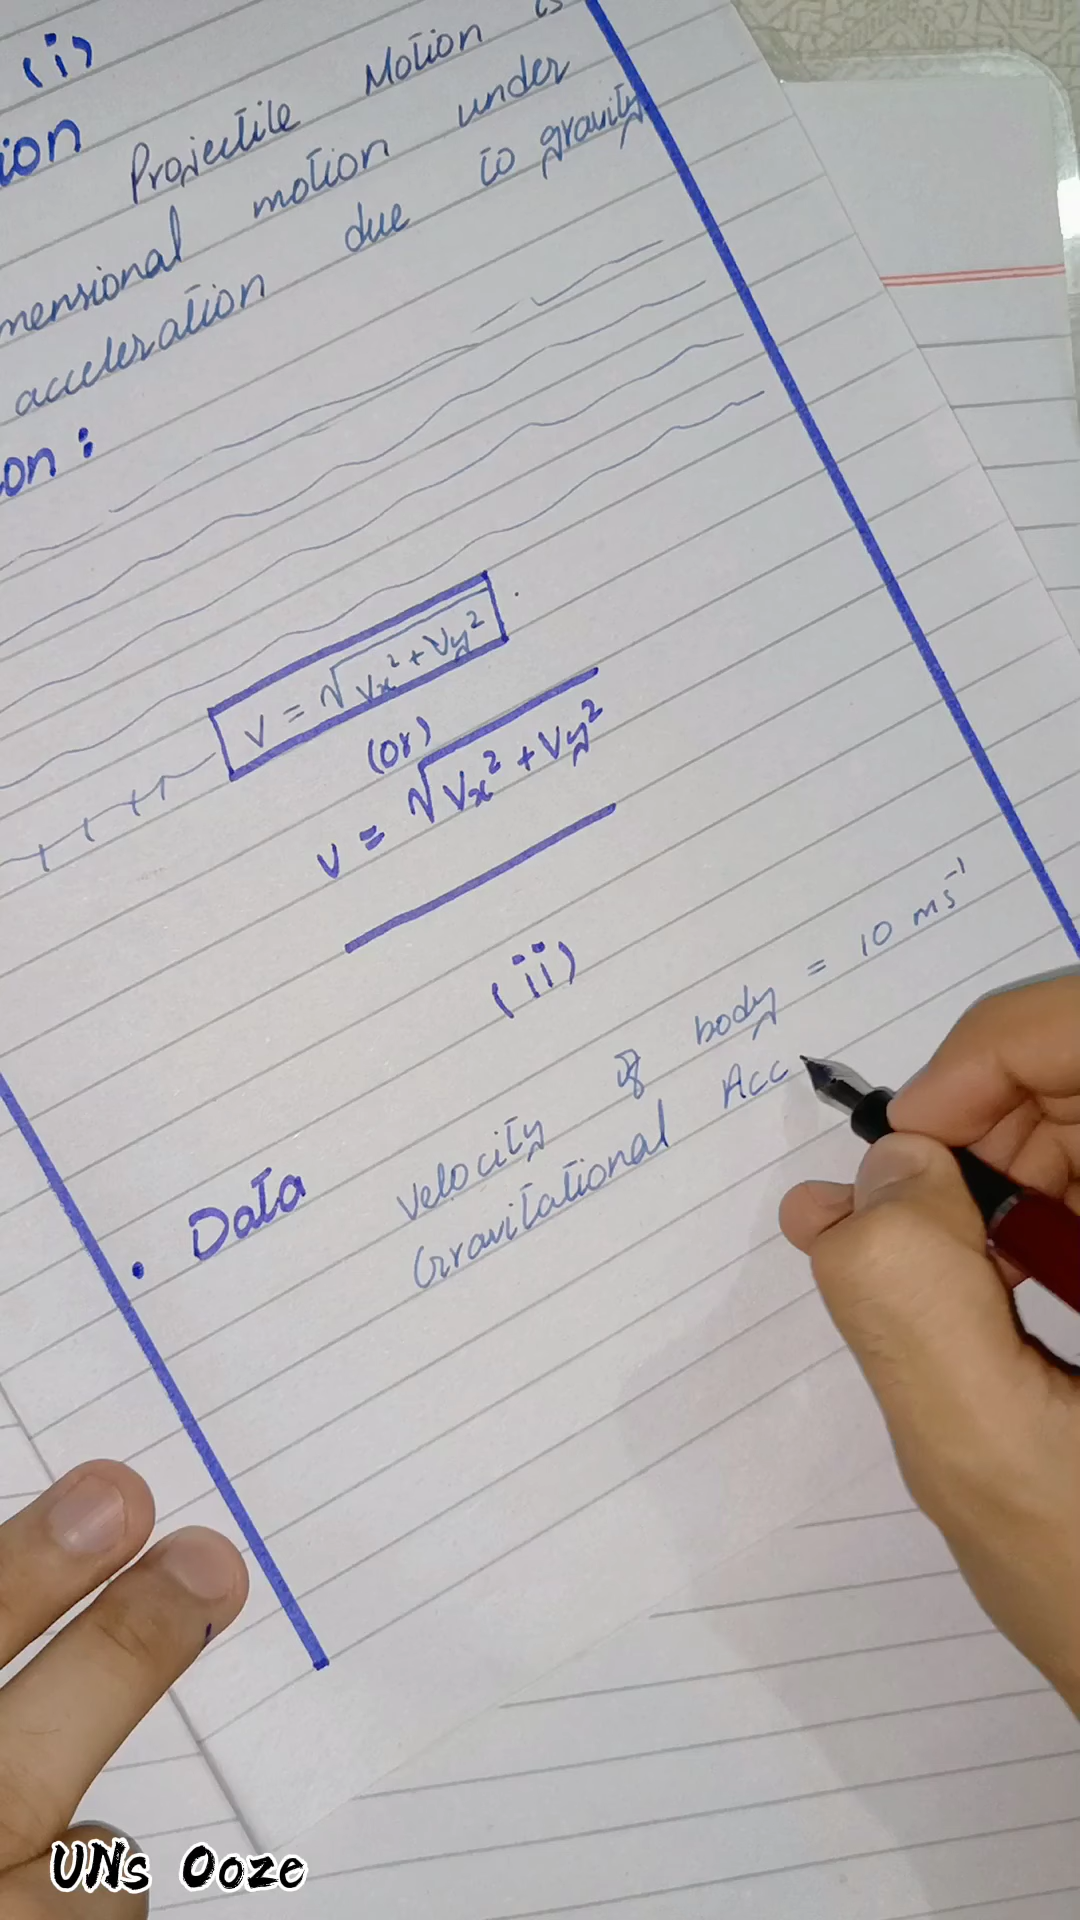 (i)
ion
Projectile Motion is
mensional motion under
acceleration due to gravity.
on :
V = √Vx² + Vy²
(Or)
V = √Vx² + Vy²
(ii)
• Data
Velocity of body = 10 ms⁻¹
Gravitational Acc
UNs Ooze